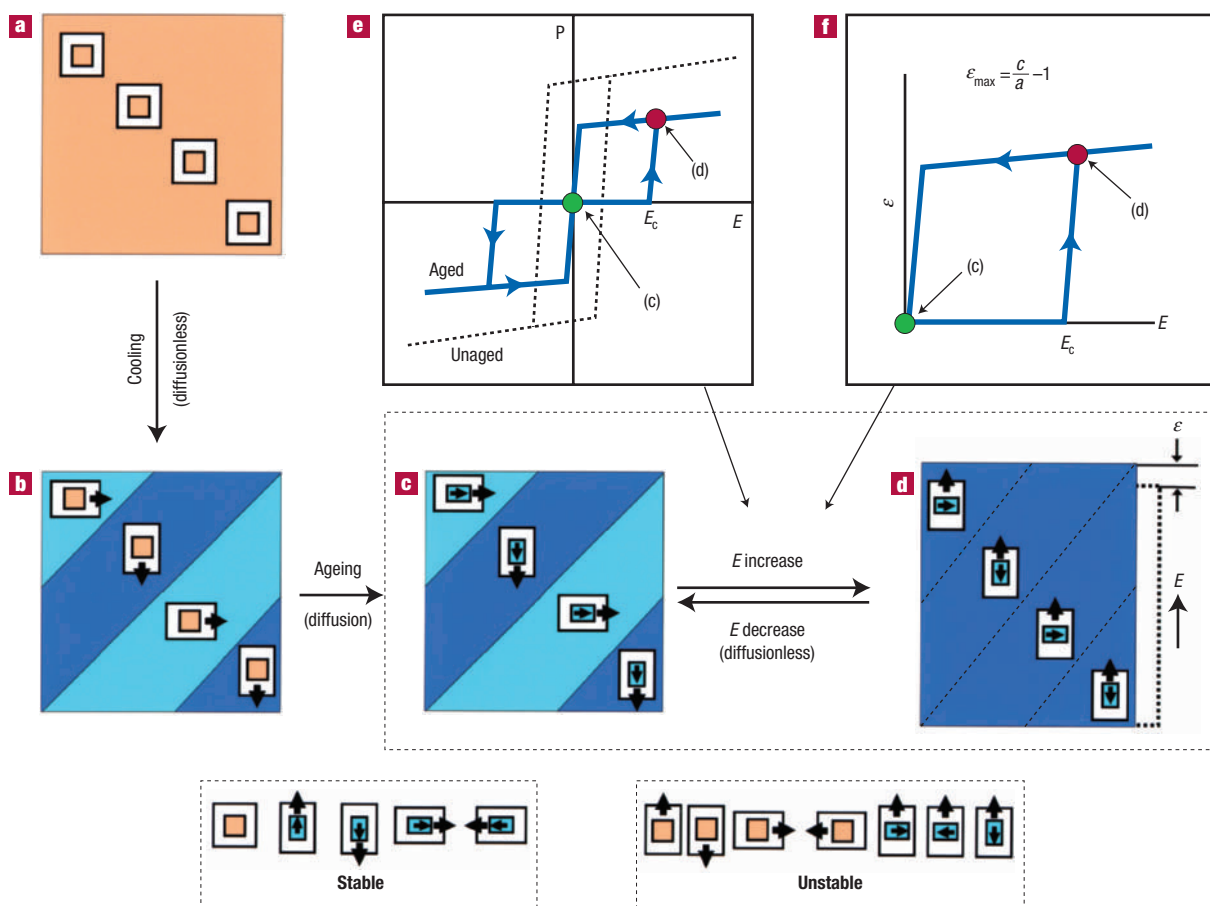 a
e
f
P
E
E_c
(d)
(c)
Aged
Unaged
ε_max = c/a − 1
ε
(d)
(c)
E_c
E
Cooling
(diffusionless)
b
Ageing
(diffusion)
c
E increase
E decrease
(diffusionless)
d
ε
E
Stable
Unstable